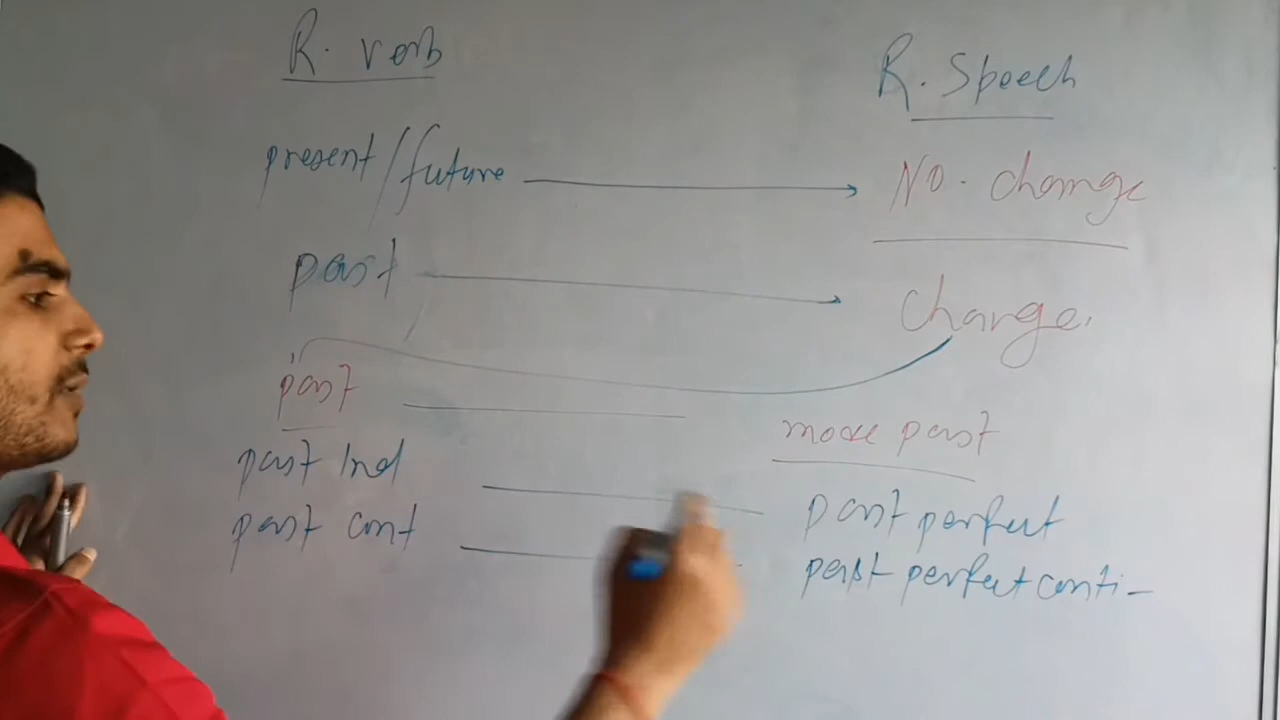 R. verb
R. Speech
present/future
No. change
past
change.
past
more past
past Ind
past perfect
past cont
past perfect conti-